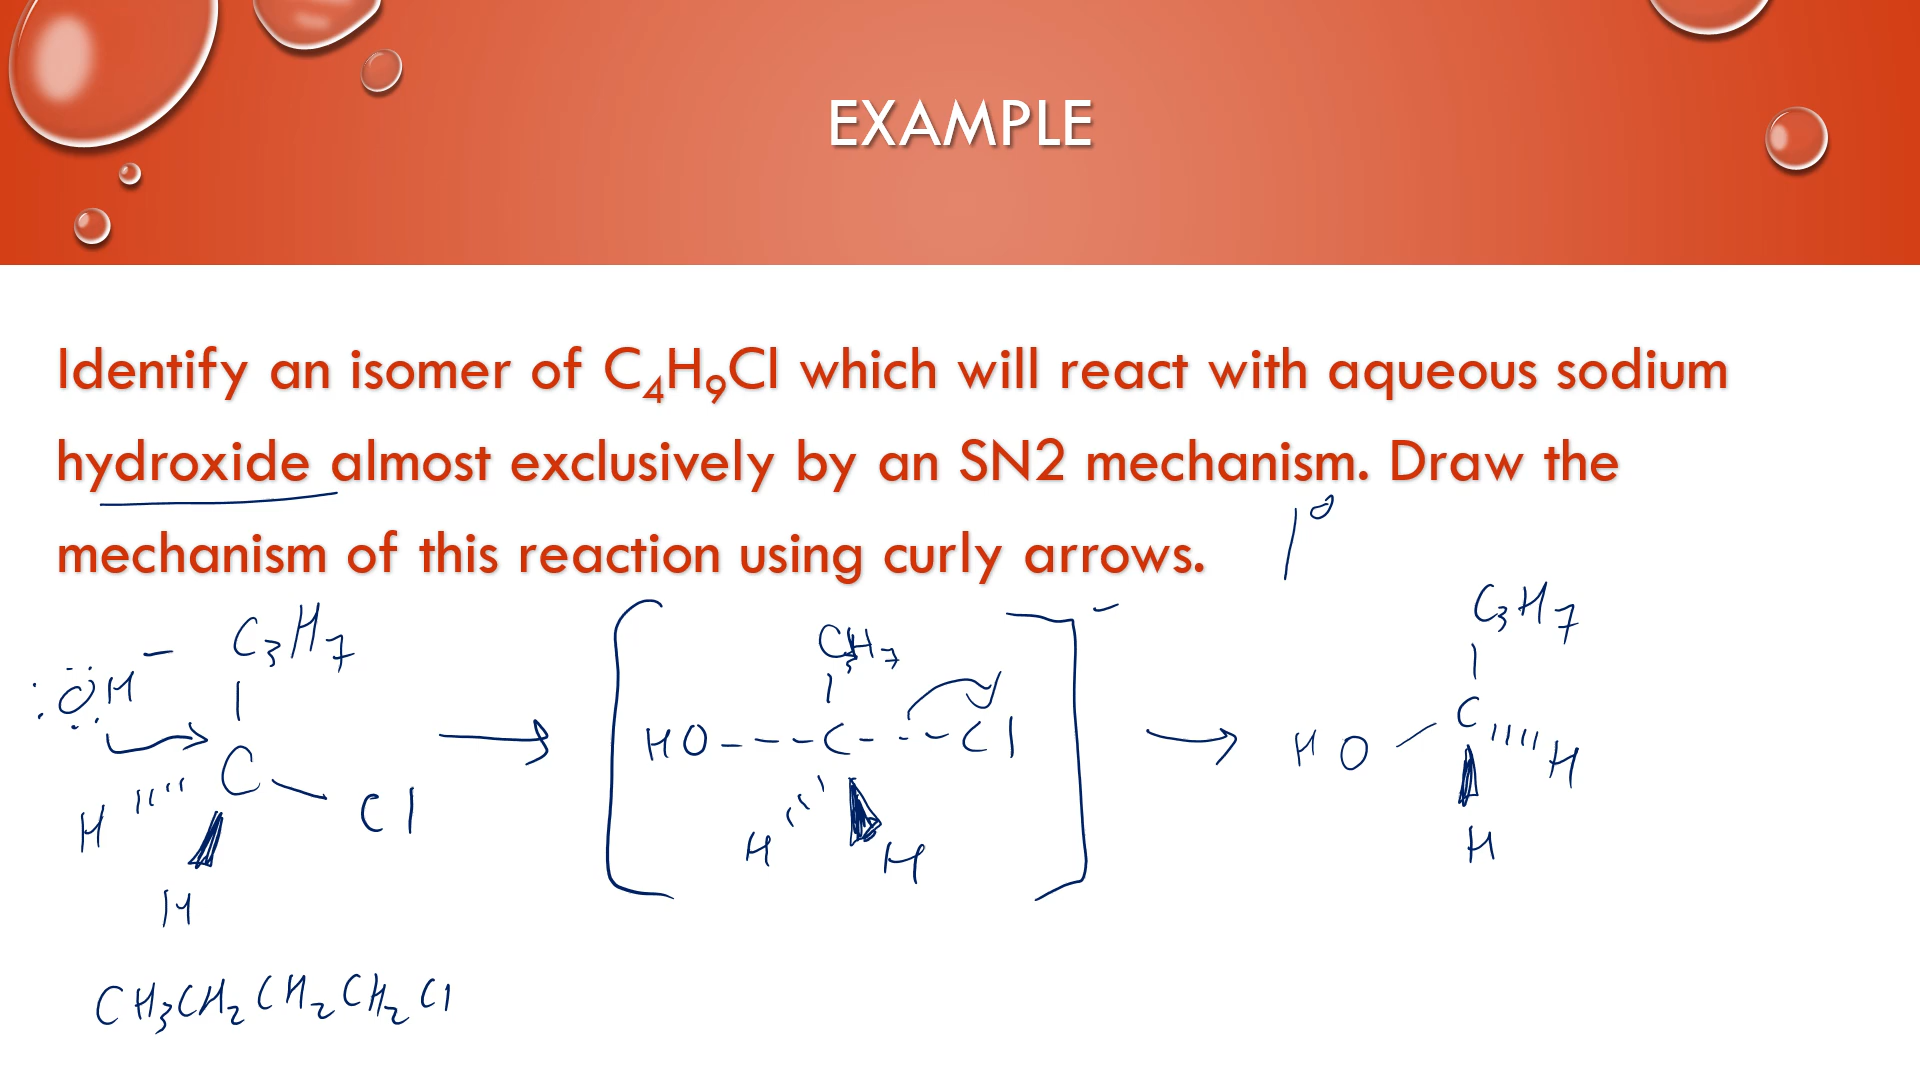 EXAMPLE
Identify an isomer of C₄H₉Cl which will react with aqueous sodium
hydroxide almost exclusively by an SN2 mechanism. Draw the
mechanism of this reaction using curly arrows.
1°
:ÖH⁻
C₃H₇
C
Cl
H
H
[
C₃H₇
HO---C---Cl
H
H
]⁻
C₃H₇
HO
C
H
H
CH₃CH₂CH₂CH₂Cl